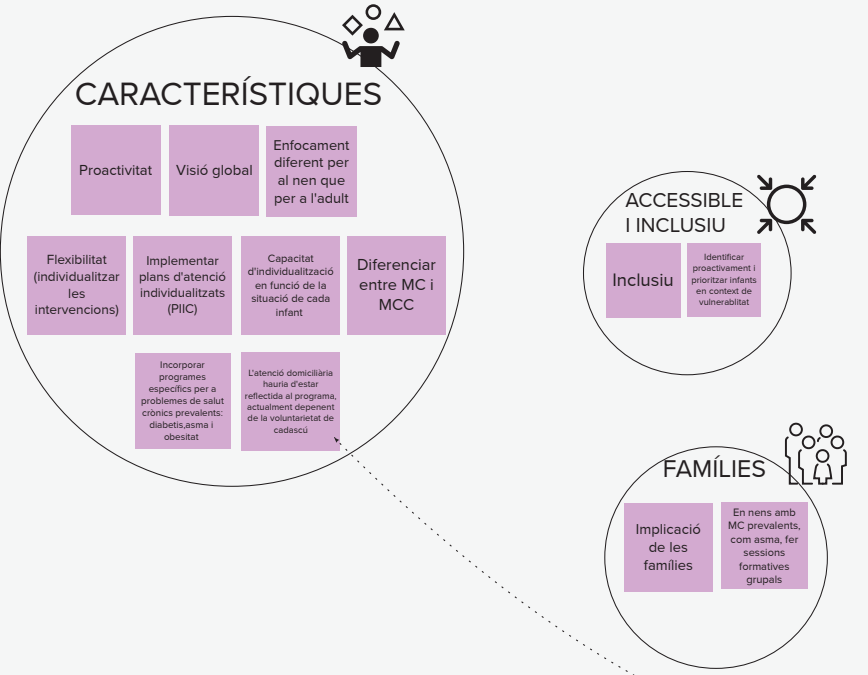 CARACTERÍSTIQUES
Proactivitat
Visió global
Enfocament
diferent per
al nen que
per a l'adult
Flexibilitat
(individualitzar
les
intervencions)
Implementar
plans d'atenció
individualitzats
(PIIC)
Capacitat
d'individualització
en funció de la
situació de cada
infant
Diferenciar
entre MC i
MCC
Incorporar
programes
específics per a
problemes de salut
crònics prevalents:
diabetis,asma i
obesitat
L'atenció domiciliària
hauria d'estar
reflectida al programa,
actualment depenent
de la voluntarietat de
cadascú
ACCESSIBLE
I INCLUSIU
Inclusiu
Identificar
proactivament i
prioritzar infants
en context de
vulnerablitat
FAMÍLIES
Implicació
de les
famílies
En nens amb
MC prevalents,
com asma, fer
sessions
formatives
grupals